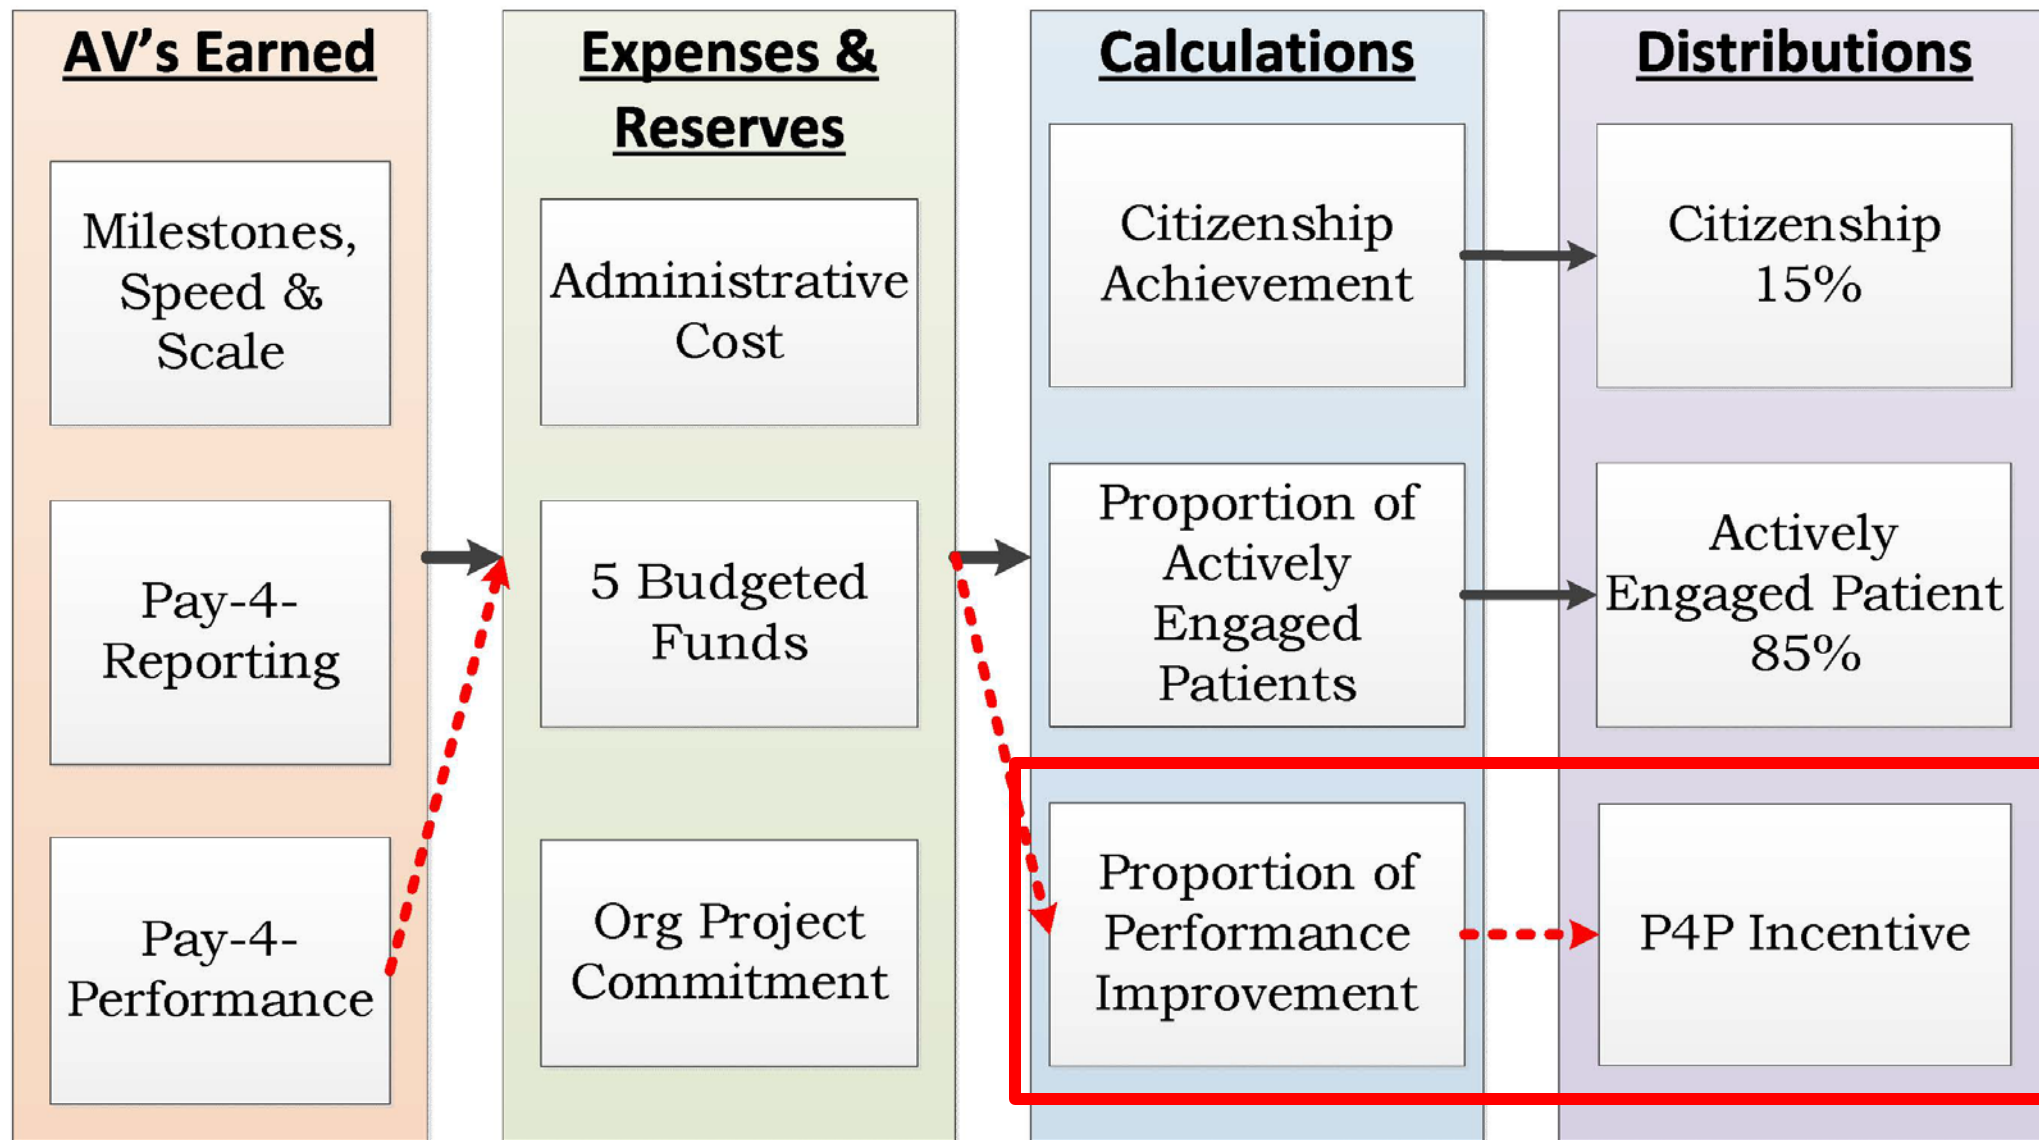 AV's Earned
Milestones,
Speed &
Scale
Pay-4-
Reporting
Pay-4-
Performance
Expenses &
Reserves
Administrative
Cost
5 Budgeted
Funds
Org Project
Commitment
Calculations
Citizenship
Achievement
Proportion of
Actively
Engaged
Patients
Proportion of
Performance
Improvement
Distributions
Citizenship
15%
Actively
Engaged Patient
85%
P4P Incentive